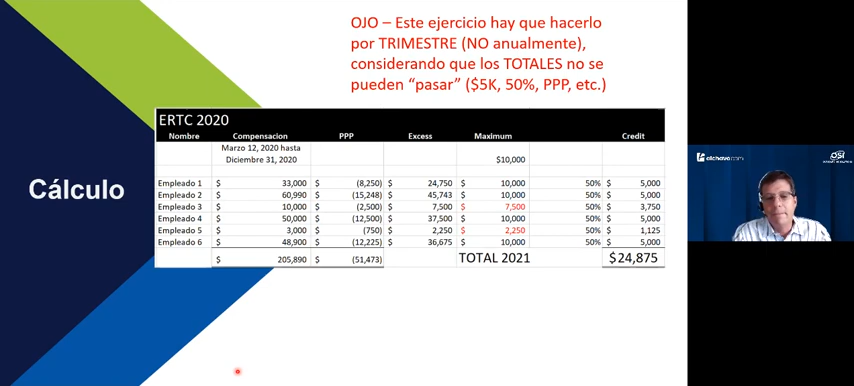 OJO – Este ejercicio hay que hacerlo
por TRIMESTRE (NO anualmente),
considerando que los TOTALES no se
pueden “pasar” ($5K, 50%, PPP, etc.)
Cálculo
ERTC 2020
Nombre Compensacion PPP Excess Maximum Credit
Marzo 12, 2020 hasta
Diciembre 31, 2020 $10,000
Empleado 1 $ 33,000 $ (8,250) $ 24,750 $ 10,000 50% $ 5,000
Empleado 2 $ 60,990 $ (15,248) $ 45,743 $ 10,000 50% $ 5,000
Empleado 3 $ 10,000 $ (2,500) $ 7,500 $ 7,500 50% $ 3,750
Empleado 4 $ 50,000 $ (12,500) $ 37,500 $ 10,000 50% $ 5,000
Empleado 5 $ 3,000 $ (750) $ 2,250 $ 2,250 50% $ 1,125
Empleado 6 $ 48,900 $ (12,225) $ 36,675 $ 10,000 50% $ 5,000
$ 205,890 $ (51,473) TOTAL 2021 $24,875
elchavo.com
OSI